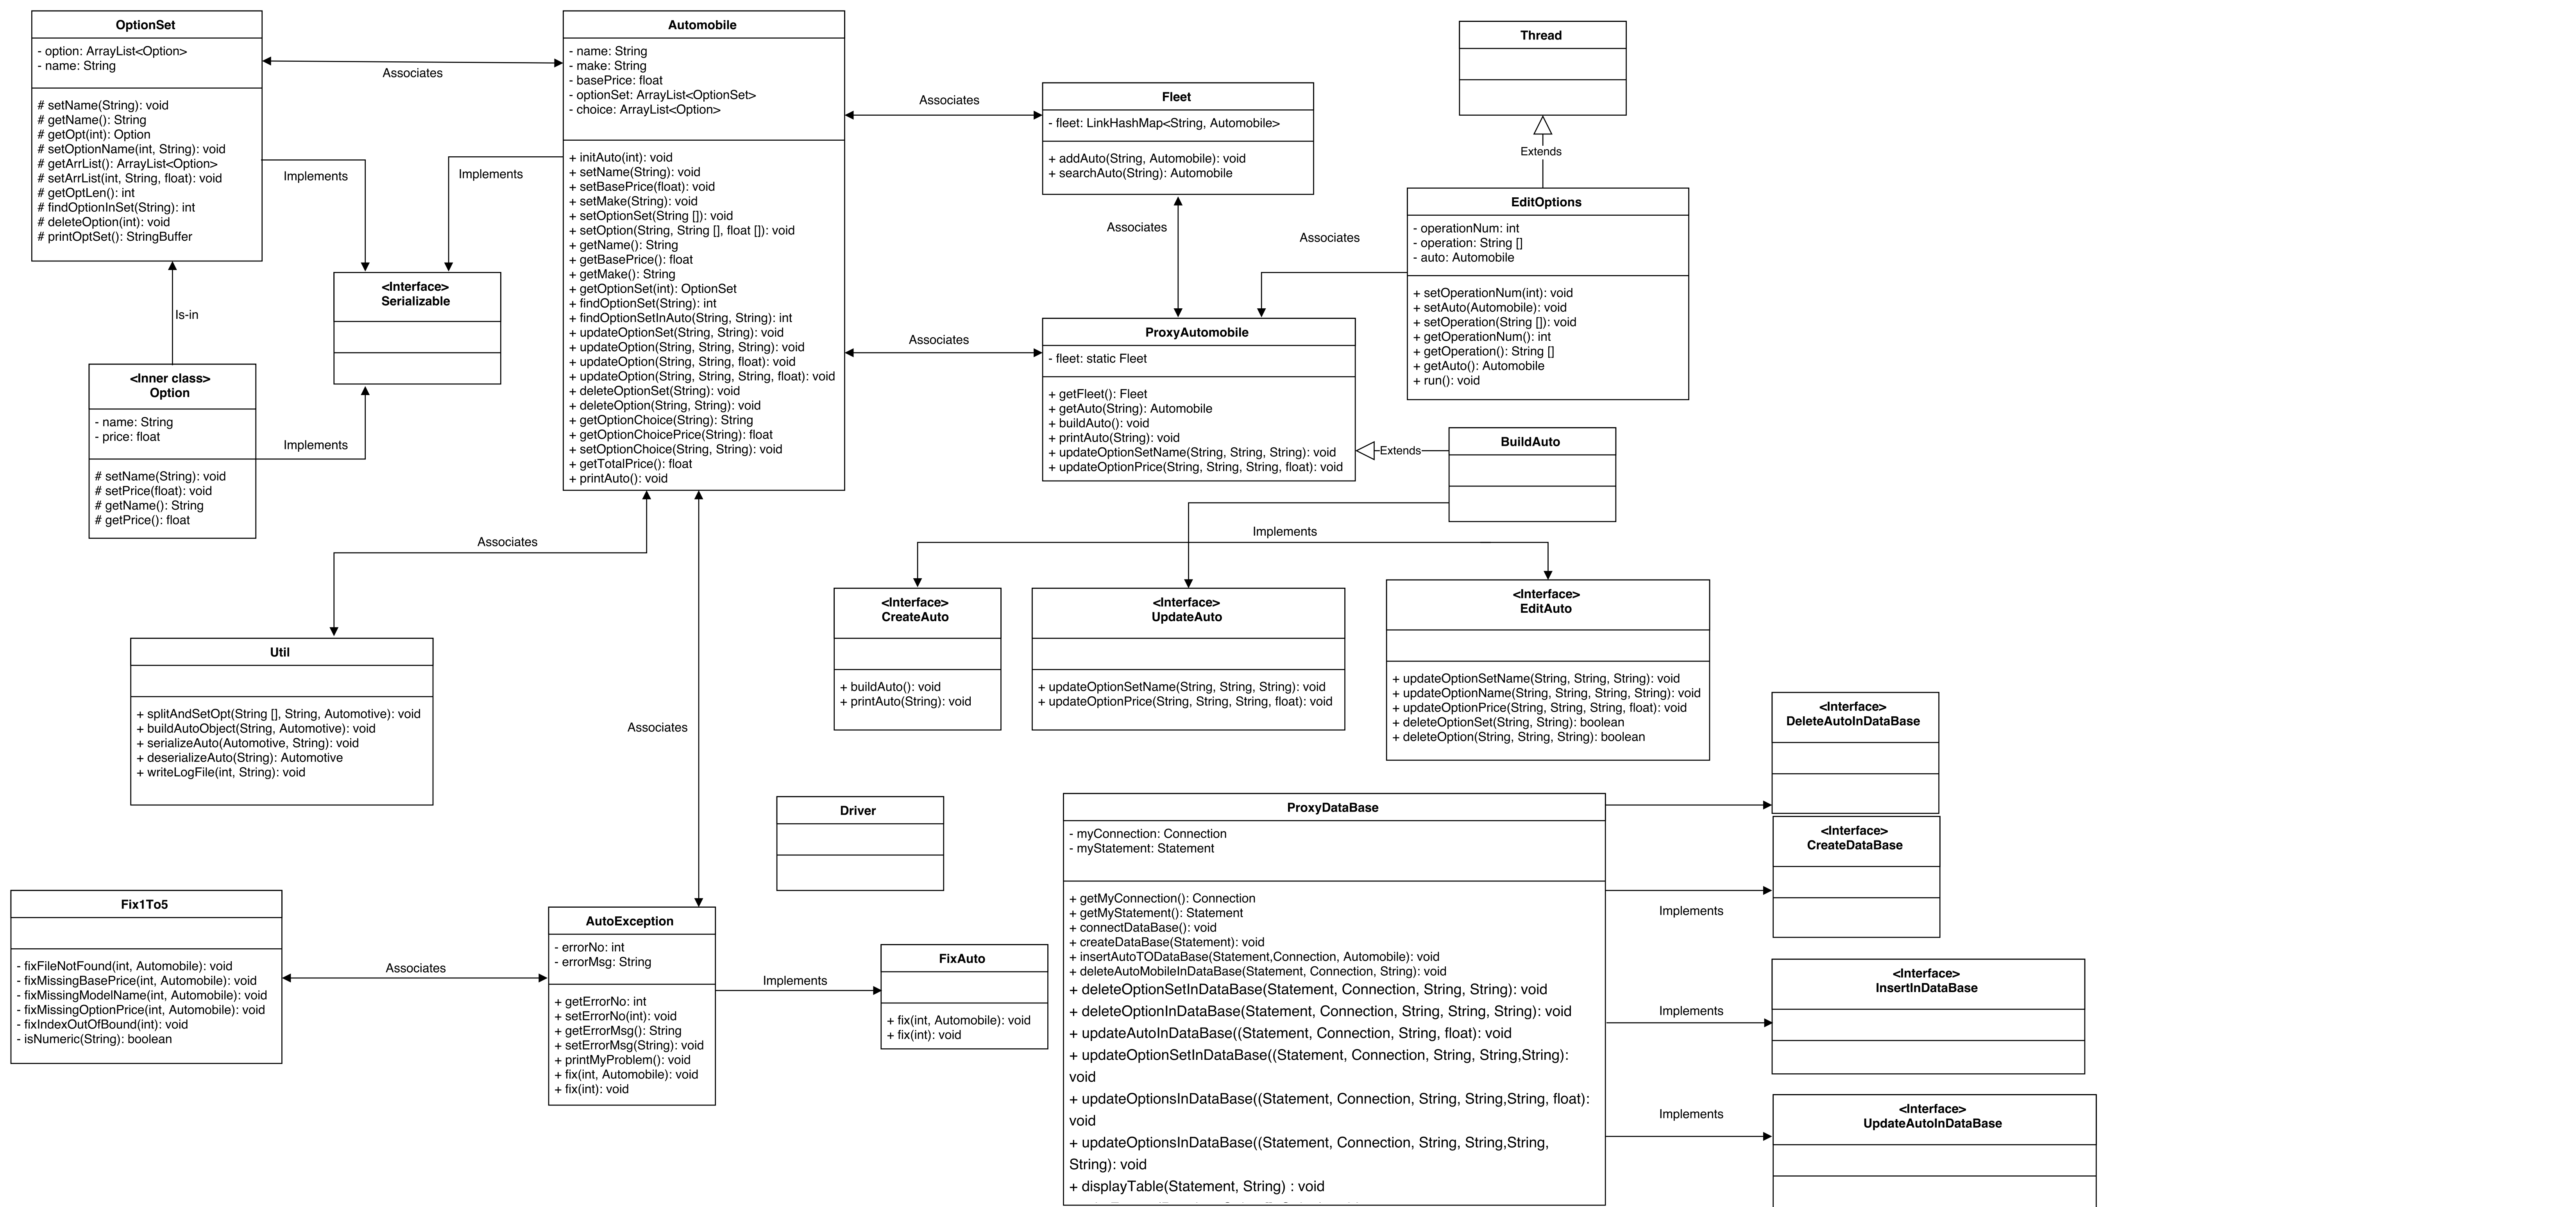 OptionSet
- option: ArrayList<Option>
- name: String
# setName(String): void
# getName(): String
# getOpt(int): Option
# setOptionName(int, String): void
# getArrList(): ArrayList<Option>
# setArrList(int, String, float): void
# getOptLen(): int
# findOptionInSet(String): int
# deleteOption(int): void
# printOptSet(): StringBuffer
Associates
Automobile
- name: String
- make: String
- basePrice: float
- optionSet: ArrayList<OptionSet>
- choice: ArrayList<Option>
+ initAuto(int): void
+ setName(String): void
+ setBasePrice(float): void
+ setMake(String): void
+ setOptionSet(String []): void
+ setOption(String, String [], float []): void
+ getName(): String
+ getBasePrice(): float
+ getMake(): String
+ getOptionSet(int): OptionSet
+ findOptionSet(String): int
+ findOptionSetInAuto(String, String): int
+ updateOptionSet(String, String): void
+ updateOption(String, String, String): void
+ updateOption(String, String, float): void
+ updateOption(String, String, String, float): void
+ deleteOptionSet(String): void
+ deleteOption(String, String): void
+ getOptionChoice(String): String
+ getOptionChoicePrice(String): float
+ setOptionChoice(String, String): void
+ getTotalPrice(): float
+ printAuto(): void
Implements
Implements
<Interface>
Serializable
Is-in
<Inner class>
Option
- name: String
- price: float
# setName(String): void
# setPrice(float): void
# getName(): String
# getPrice(): float
Implements
Associates
Fleet
- fleet: LinkHashMap<String, Automobile>
+ addAuto(String, Automobile): void
+ searchAuto(String): Automobile
Associates
Associates
Associates
Thread
Extends
EditOptions
- operationNum: int
- operation: String []
- auto: Automobile
+ setOperationNum(int): void
+ setAuto(Automobile): void
+ setOperation(String []): void
+ getOperationNum(): int
+ getOperation(): String []
+ getAuto(): Automobile
+ run(): void
ProxyAutomobile
- fleet: static Fleet
+ getFleet(): Fleet
+ getAuto(String): Automobile
+ buildAuto(): void
+ printAuto(String): void
+ updateOptionSetName(String, String, String): void
+ updateOptionPrice(String, String, String, float): void
Extends
BuildAuto
Implements
<Interface>
CreateAuto
+ buildAuto(): void
+ printAuto(String): void
<Interface>
UpdateAuto
+ updateOptionSetName(String, String, String): void
+ updateOptionPrice(String, String, String, float): void
<Interface>
EditAuto
+ updateOptionSetName(String, String, String): void
+ updateOptionName(String, String, String, String): void
+ updateOptionPrice(String, String, String, float): void
+ deleteOptionSet(String, String): boolean
+ deleteOption(String, String, String): boolean
Associates
Util
+ splitAndSetOpt(String [], String, Automotive): void
+ buildAutoObject(String, Automotive): void
+ serializeAuto(Automotive, String): void
+ deserializeAuto(String): Automotive
+ writeLogFile(int, String): void
Associates
Driver
Fix1To5
- fixFileNotFound(int, Automobile): void
- fixMissingBasePrice(int, Automobile): void
- fixMissingModelName(int, Automobile): void
- fixMissingOptionPrice(int, Automobile): void
- fixIndexOutOfBound(int): void
- isNumeric(String): boolean
Associates
AutoException
- errorNo: int
- errorMsg: String
+ getErrorNo: int
+ setErrorNo(int): void
+ getErrorMsg(): String
+ setErrorMsg(String): void
+ printMyProblem(): void
+ fix(int, Automobile): void
+ fix(int): void
Implements
FixAuto
+ fix(int, Automobile): void
+ fix(int): void
ProxyDataBase
- myConnection: Connection
- myStatement: Statement
+ getMyConnection(): Connection
+ getMyStatement(): Statement
+ connectDataBase(): void
+ createDataBase(Statement): void
+ insertAutoTODataBase(Statement,Connection, Automobile): void
+ deleteAutoMobileInDataBase(Statement, Connection, String): void
+ deleteOptionSetInDataBase(Statement, Connection, String, String): void
+ deleteOptionInDataBase(Statement, Connection, String, String, String): void
+ updateAutoInDataBase((Statement, Connection, String, float): void
+ updateOptionSetInDataBase((Statement, Connection, String, String,String):
void
+ updateOptionsInDataBase((Statement, Connection, String, String,String, float):
void
+ updateOptionsInDataBase((Statement, Connection, String, String,String,
String): void
+ displayTable(Statement, String) : void
<Interface>
DeleteAutoInDataBase
<Interface>
CreateDataBase
Implements
<Interface>
InsertInDataBase
Implements
<Interface>
UpdateAutoInDataBase
Implements